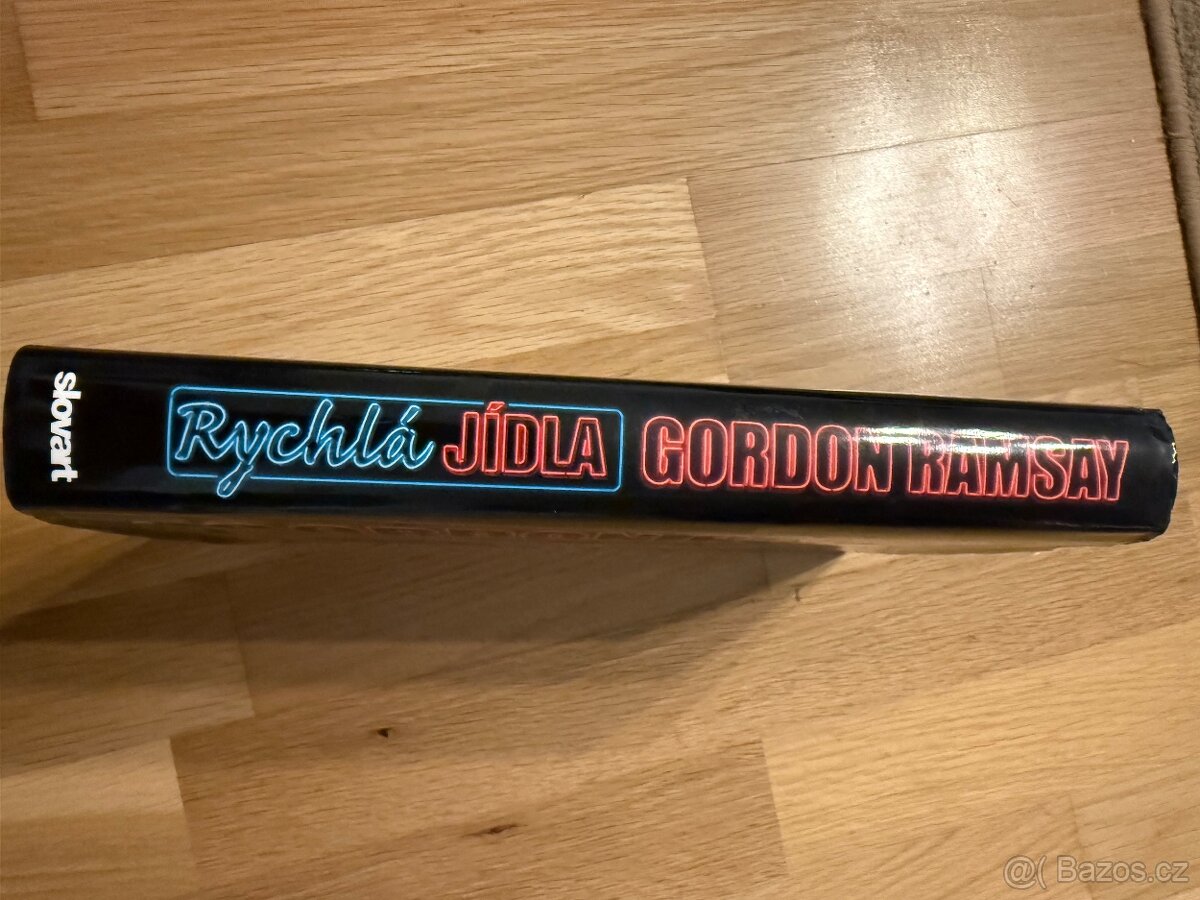 slovart
Rychlá JÍDLA GORDON RAMSAY
@( Bazos.cz